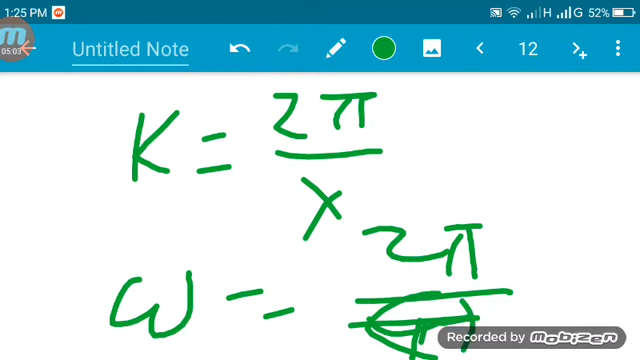 1:25 PM H G 52%
05:03 Untitled Note 12
K = 2π
λ
ω = 2π
Recorded by mobizen